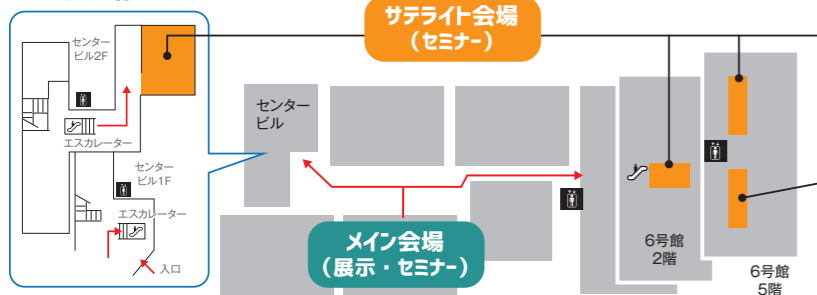 サテライト会場
（セミナー）
センター
ビル2F
エスカレーター
センター
ビル1F
エスカレーター
入口
センター
ビル
メイン会場
（展示・セミナー）
6号館
2階
6号館
5階